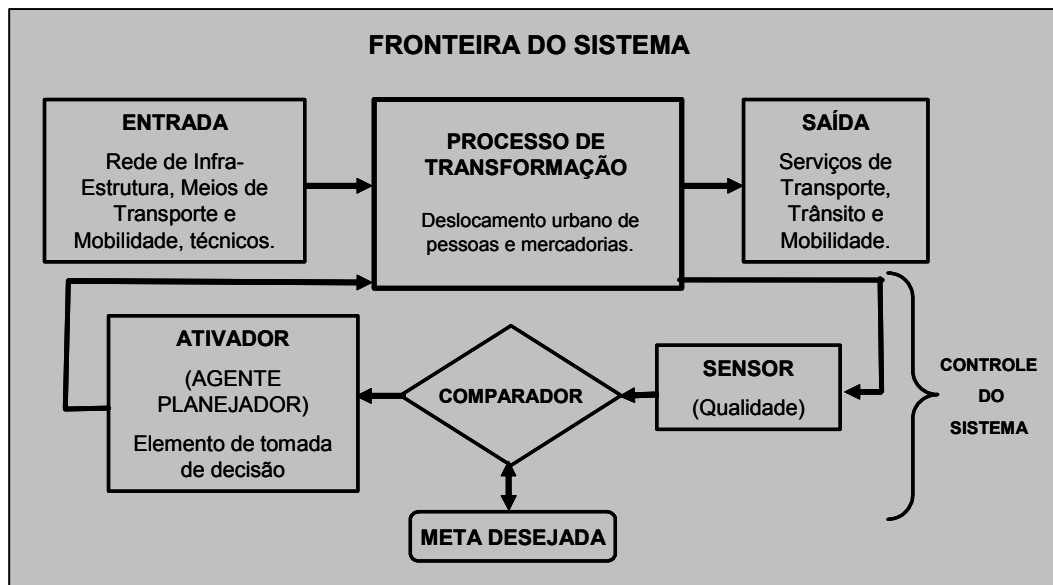 FRONTEIRA DO SISTEMA
ENTRADA
Rede de Infra-
Estrutura, Meios de
Transporte e
Mobilidade, técnicos.
PROCESSO DE
TRANSFORMAÇÃO
Deslocamento urbano de
pessoas e mercadorias.
SAÍDA
Serviços de
Transporte,
Trânsito e
Mobilidade.
ATIVADOR
(AGENTE
PLANEJADOR)
Elemento de tomada
de decisão
COMPARADOR
SENSOR
(Qualidade)
CONTROLE
DO
SISTEMA
META DESEJADA